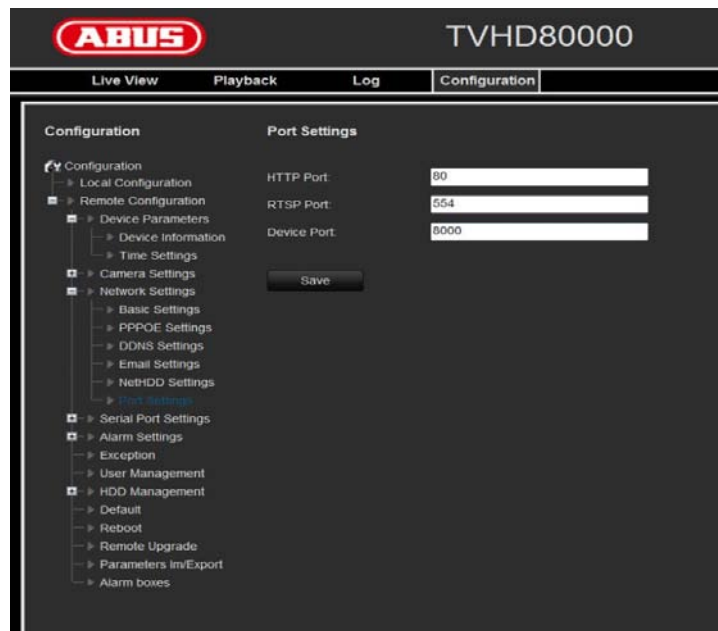 ABUS
TVHD80000
Live View Playback Log Configuration
Configuration
Configuration
Local Configuration
Remote Configuration
Device Parameters
Device Information
Time Settings
Camera Settings
Network Settings
Basic Settings
PPPOE Settings
DDNS Settings
Email Settings
NetHDD Settings
Port Settings
Serial Port Settings
Alarm Settings
Exception
User Management
HDD Management
Default
Reboot
Remote Upgrade
Parameters Im/Export
Alarm boxes
Port Settings
HTTP Port: 80
RTSP Port: 554
Device Port: 8000
Save